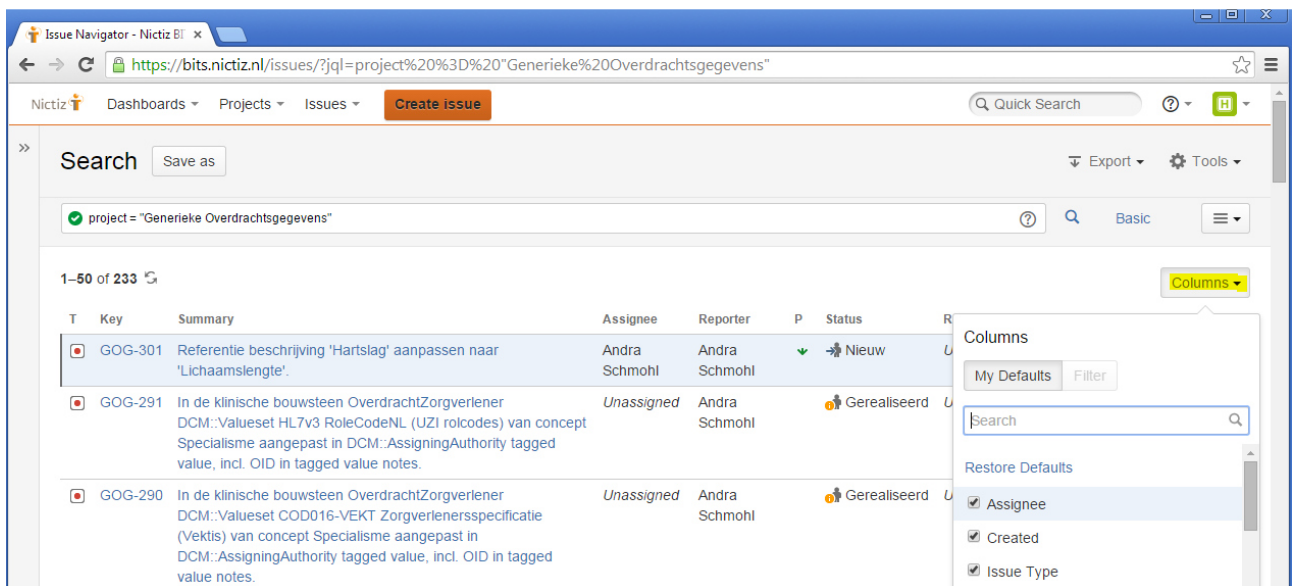 Issue Navigator - Nictiz BI
https://bits.nictiz.nl/issues/?jql=project%20%3D%20"Generieke%20Overdrachtsgegevens"
Nictiz Dashboards Projects Issues Create issue Quick Search H
Search Save as Export Tools
project = "Generieke Overdrachtsgegevens" Basic
1–50 of 233 Columns
T Key Summary Assignee Reporter P Status R
GOG-301 Referentie beschrijving 'Hartslag' aanpassen naar
'Lichaamslengte'.
Andra
Schmohl
Andra
Schmohl
Nieuw U
GOG-291 In de klinische bouwsteen OverdrachtZorgverlener
DCM::Valueset HL7v3 RoleCodeNL (UZI rolcodes) van concept
Specialisme aangepast in DCM::AssigningAuthority tagged
value, incl. OID in tagged value notes.
Unassigned
Andra
Schmohl
Gerealiseerd U
GOG-290 In de klinische bouwsteen OverdrachtZorgverlener
DCM::Valueset COD016-VEKT Zorgverlenersspecificatie
(Vektis) van concept Specialisme aangepast in
DCM::AssigningAuthority tagged value, incl. OID in tagged
value notes.
Unassigned
Andra
Schmohl
Gerealiseerd U
Columns
My Defaults Filter
Search
Restore Defaults
Assignee
Created
Issue Type